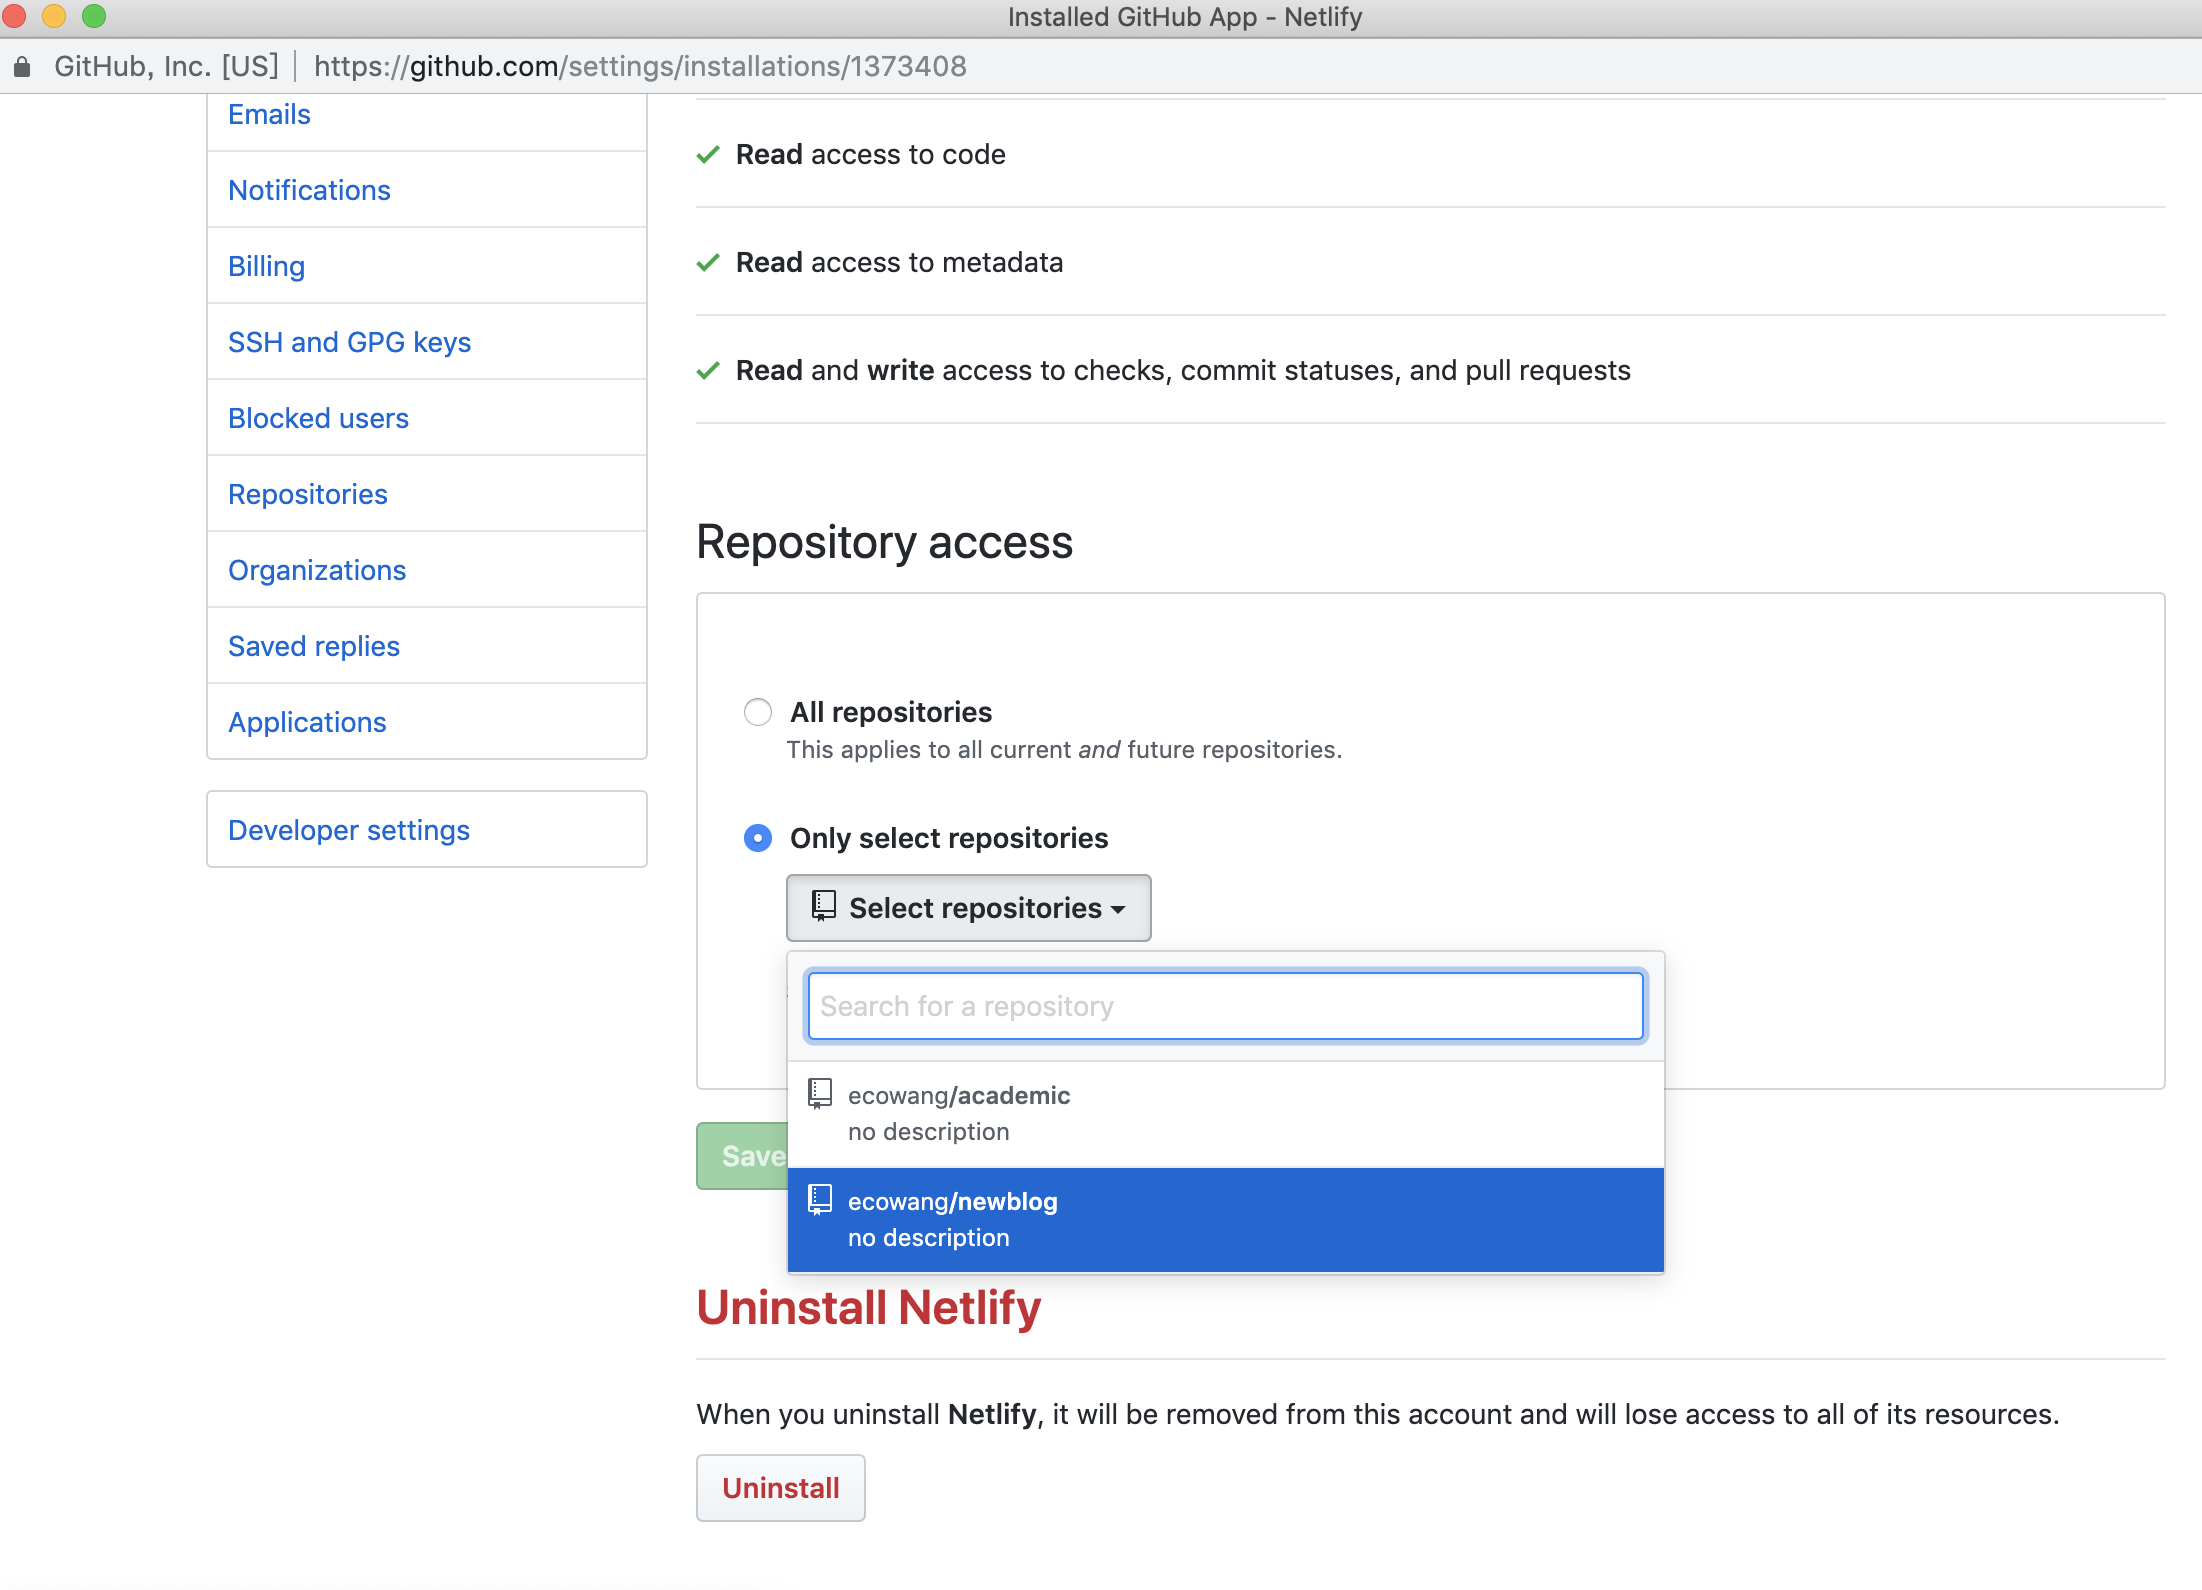 Installed GitHub App - Netlify
GitHub, Inc. [US] https://github.com/settings/installations/1373408
Emails
Notifications
Billing
SSH and GPG keys
Blocked users
Repositories
Organizations
Saved replies
Applications
Developer settings
Read access to code
Read access to metadata
Read and write access to checks, commit statuses, and pull requests
Repository access
All repositories
This applies to all current and future repositories.
Only select repositories
Select repositories
Search for a repository
ecowang/academic
no description
ecowang/newblog
no description
Save
Uninstall Netlify
When you uninstall Netlify, it will be removed from this account and will lose access to all of its resources.
Uninstall